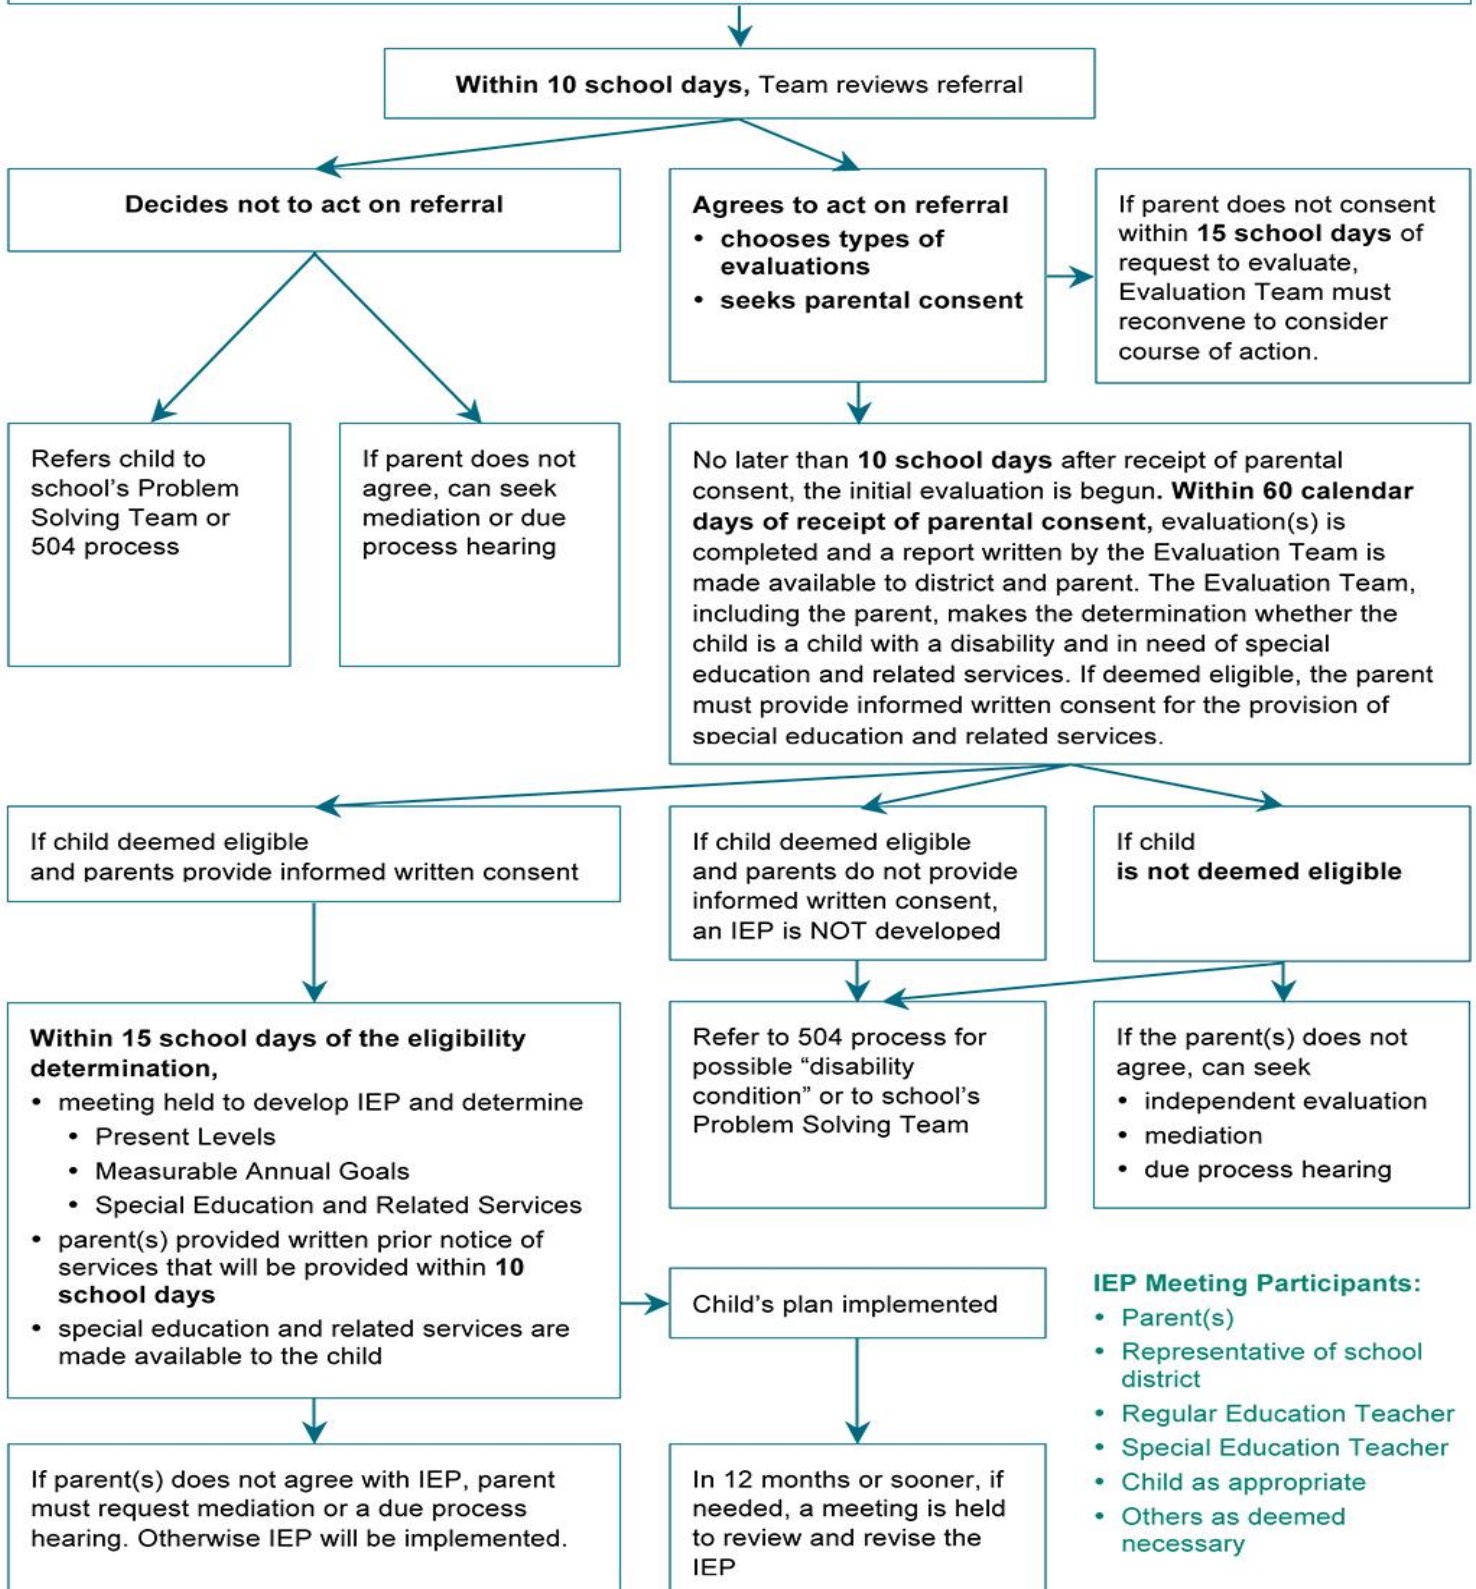 Within 10 school days, Team reviews referral
Decides not to act on referral
Agrees to act on referral
• chooses types of
evaluations
• seeks parental consent
If parent does not consent
within 15 school days of
request to evaluate,
Evaluation Team must
reconvene to consider
course of action.
Refers child to
school's Problem
Solving Team or
504 process
If parent does not
agree, can seek
mediation or due
process hearing
No later than 10 school days after receipt of parental
consent, the initial evaluation is begun. Within 60 calendar
days of receipt of parental consent, evaluation(s) is
completed and a report written by the Evaluation Team is
made available to district and parent. The Evaluation Team,
including the parent, makes the determination whether the
child is a child with a disability and in need of special
education and related services. If deemed eligible, the parent
must provide informed written consent for the provision of
special education and related services.
If child deemed eligible
and parents provide informed written consent
If child deemed eligible
and parents do not provide
informed written consent,
an IEP is NOT developed
If child
is not deemed eligible
Within 15 school days of the eligibility
determination,
• meeting held to develop IEP and determine
• Present Levels
• Measurable Annual Goals
• Special Education and Related Services
• parent(s) provided written prior notice of
services that will be provided within 10
school days
• special education and related services are
made available to the child
Refer to 504 process for
possible “disability
condition” or to school's
Problem Solving Team
If the parent(s) does not
agree, can seek
• independent evaluation
• mediation
• due process hearing
Child's plan implemented
IEP Meeting Participants:
• Parent(s)
• Representative of school
district
• Regular Education Teacher
• Special Education Teacher
• Child as appropriate
• Others as deemed
necessary
If parent(s) does not agree with IEP, parent
must request mediation or a due process
hearing. Otherwise IEP will be implemented.
In 12 months or sooner, if
needed, a meeting is held
to review and revise the
IEP